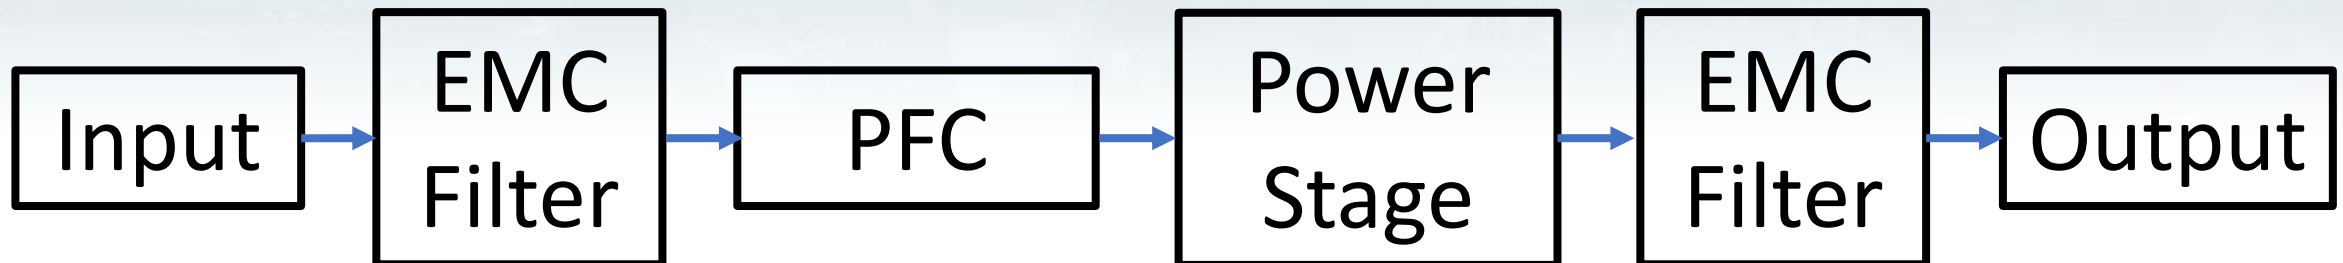 Input
EMC
Filter
PFC
Power
Stage
EMC
Filter
Output